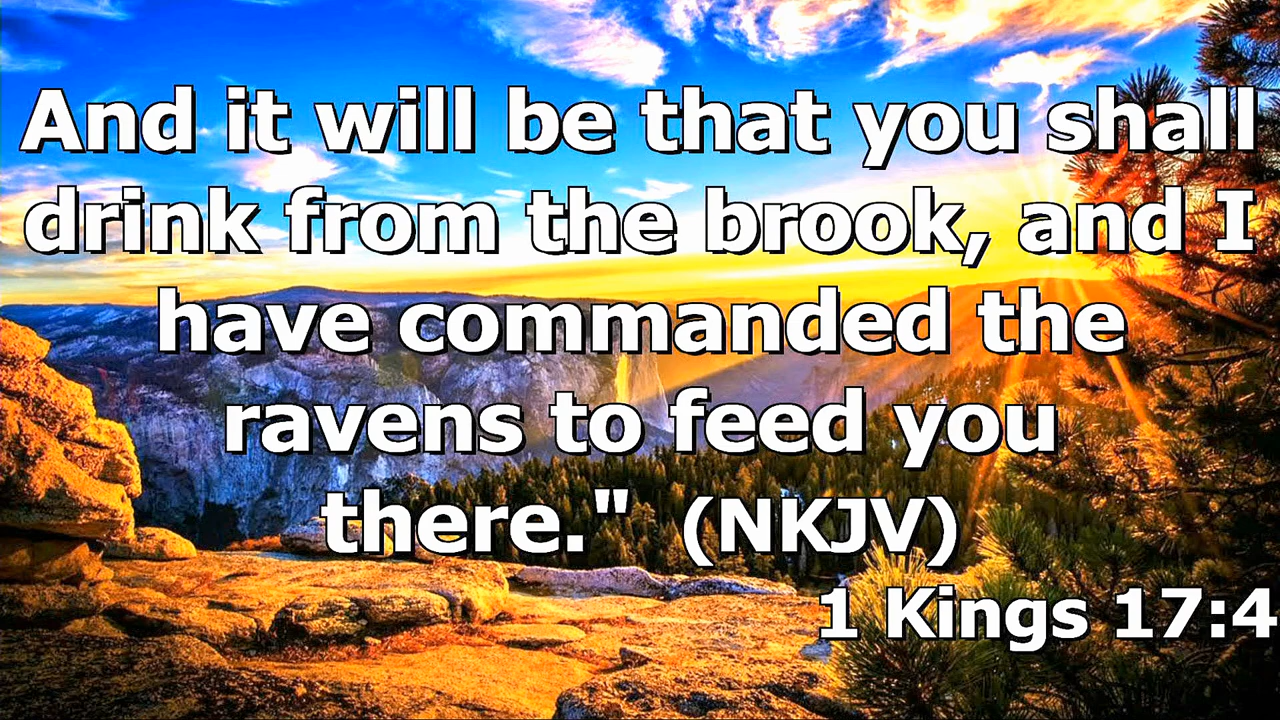 And it will be that you shall
drink from the brook, and I
have commanded the
ravens to feed you
there." (NKJV)
1 Kings 17:4